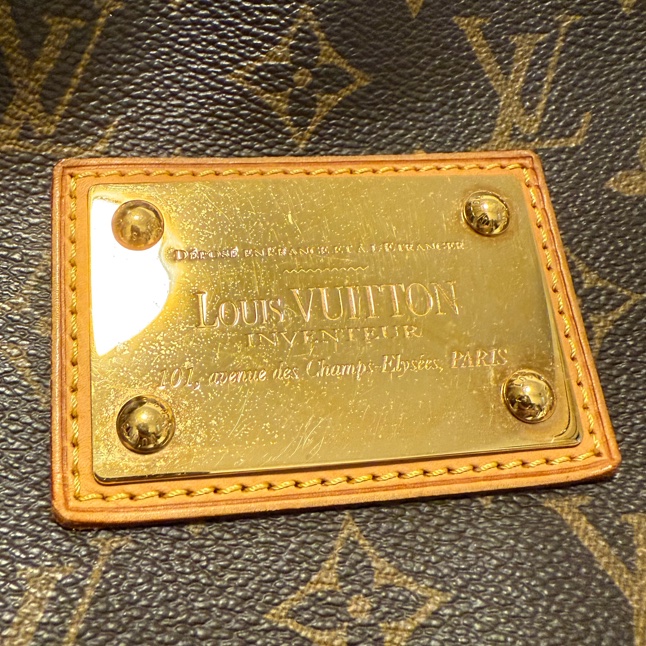 DÉPOSÉ EN FRANCE ET À L'ÉTRANGER
LOUIS VUITTON
INVENTEUR
101, avenue des Champs-Elysées, PARIS